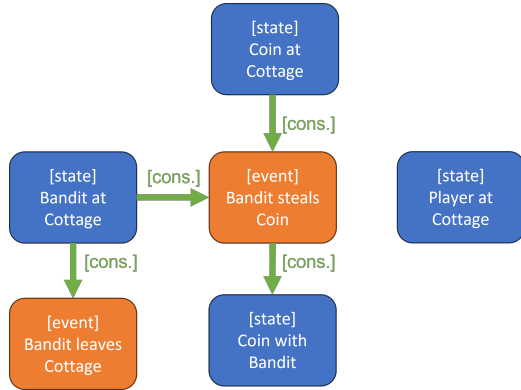 [state]
Coin at
Cottage
[cons.]
[state]
Bandit at
Cottage
[cons.]
[event]
Bandit steals
Coin
[state]
Player at
Cottage
[cons.]
[cons.]
[event]
Bandit leaves
Cottage
[state]
Coin with
Bandit